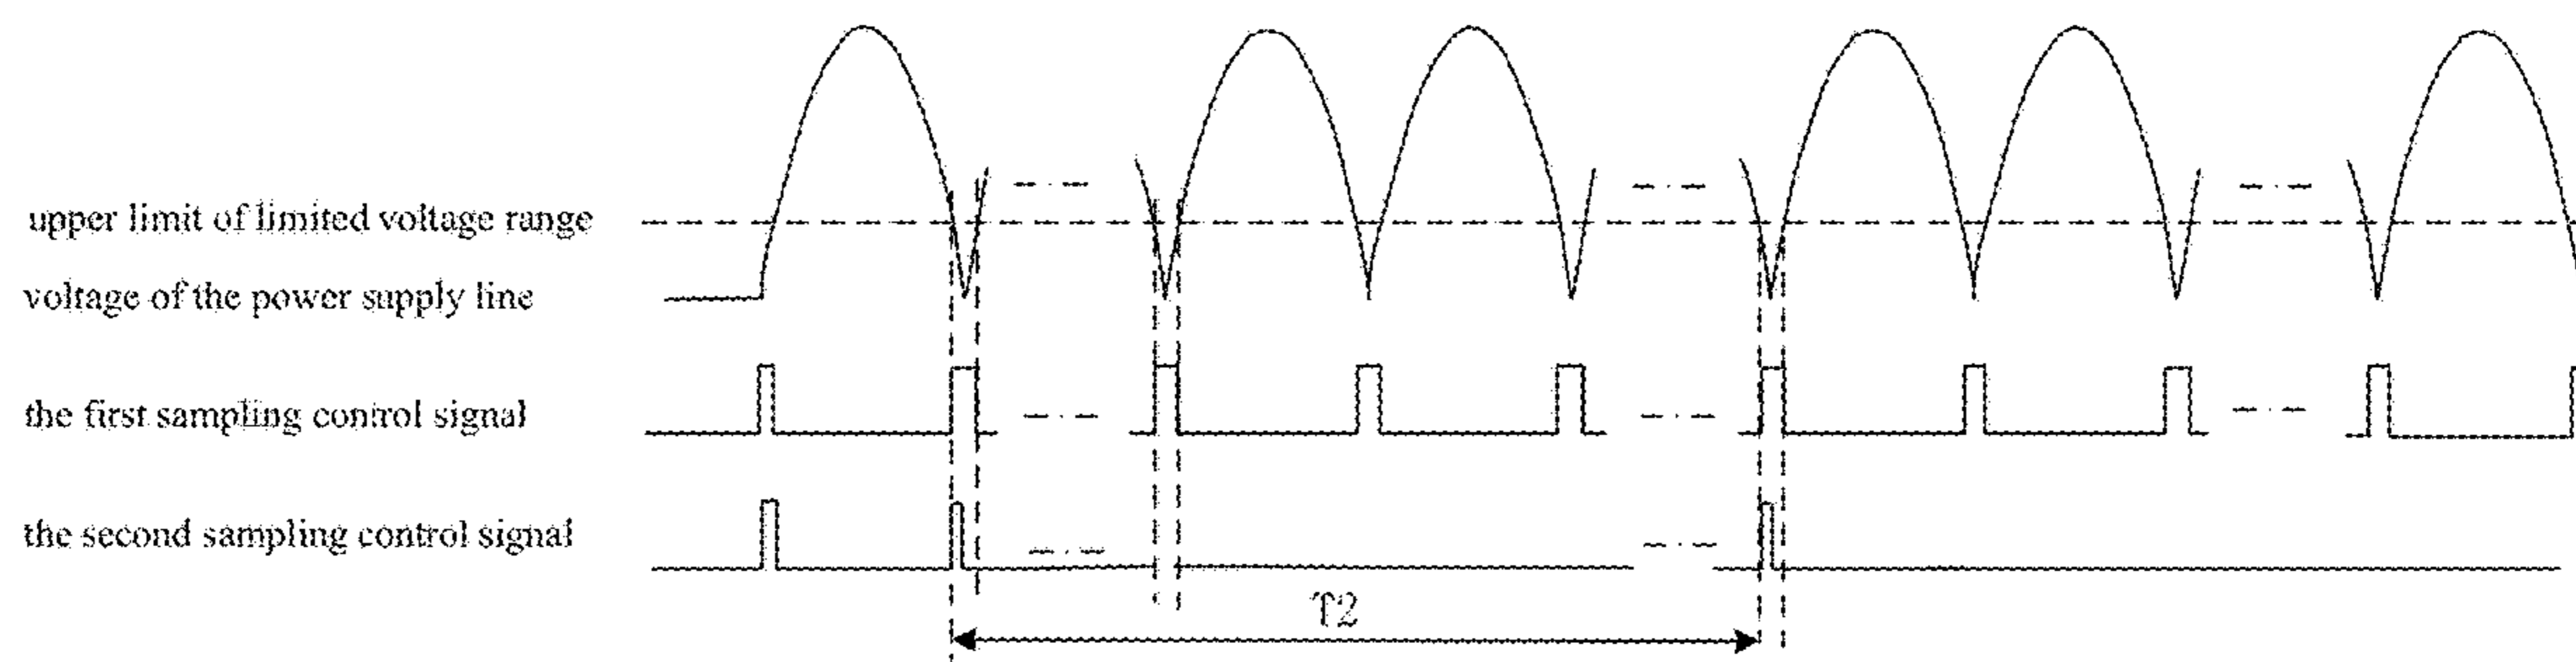 upper limit of limited voltage range
voltage of the power supply line
the first sampling control signal
the second sampling control signal
T2